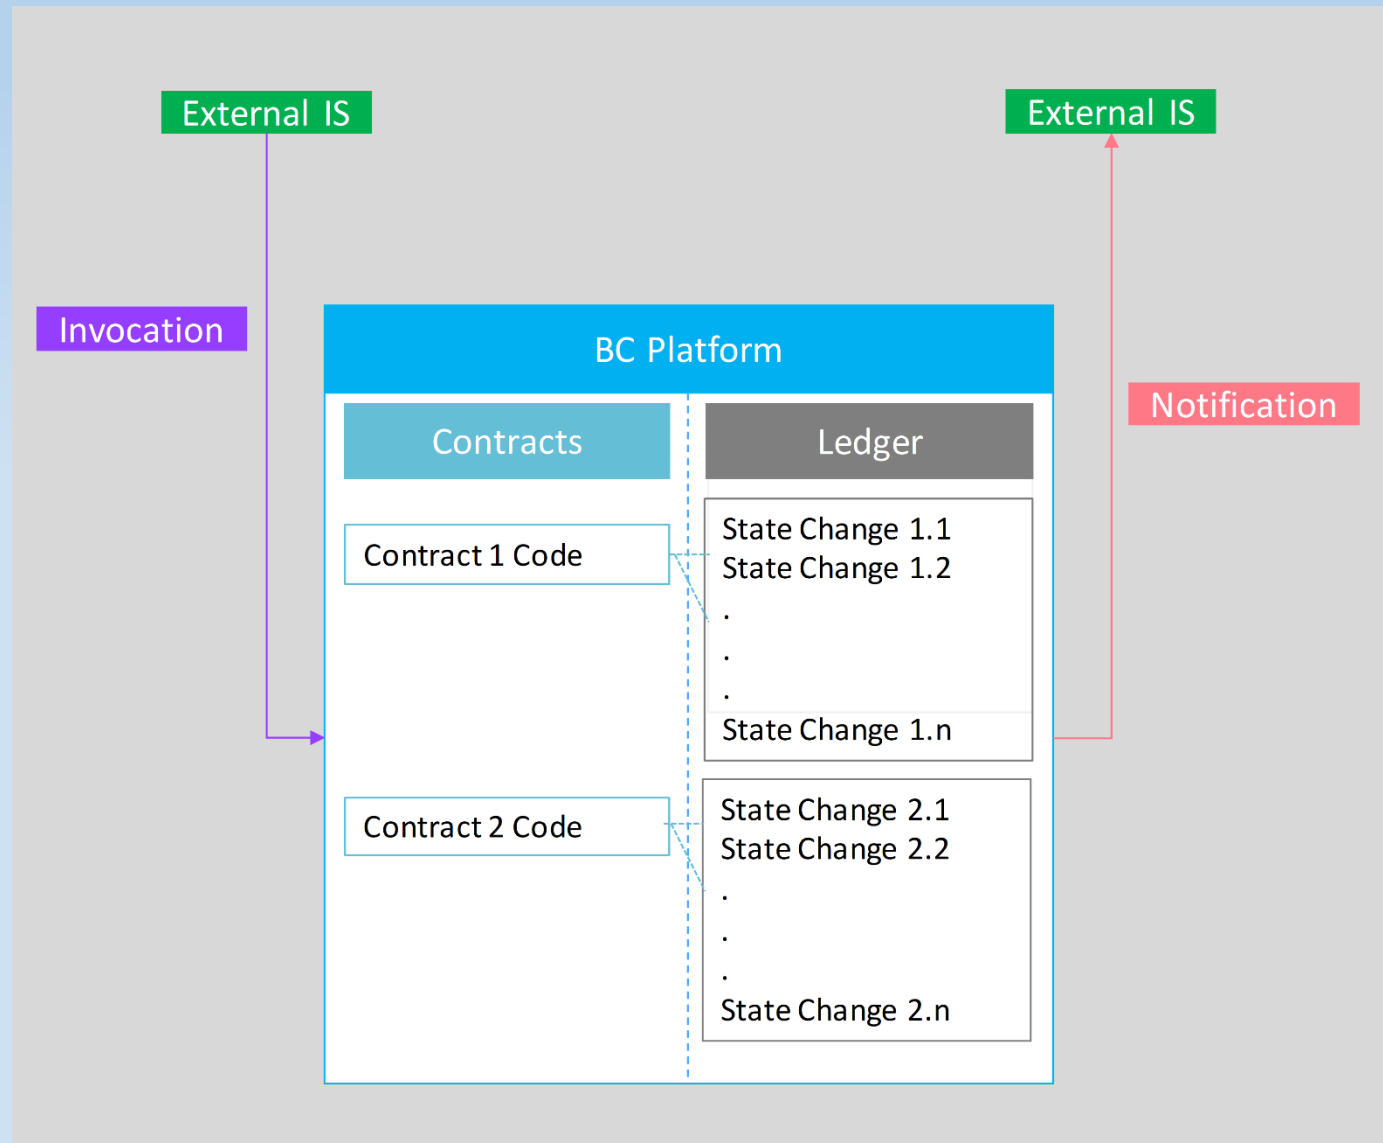 External IS
External IS
Invocation
BC Platform
Notification
Contracts
Ledger
Contract 1 Code
State Change 1.1
State Change 1.2
.
.
.
State Change 1.n
Contract 2 Code
State Change 2.1
State Change 2.2
.
.
.
State Change 2.n